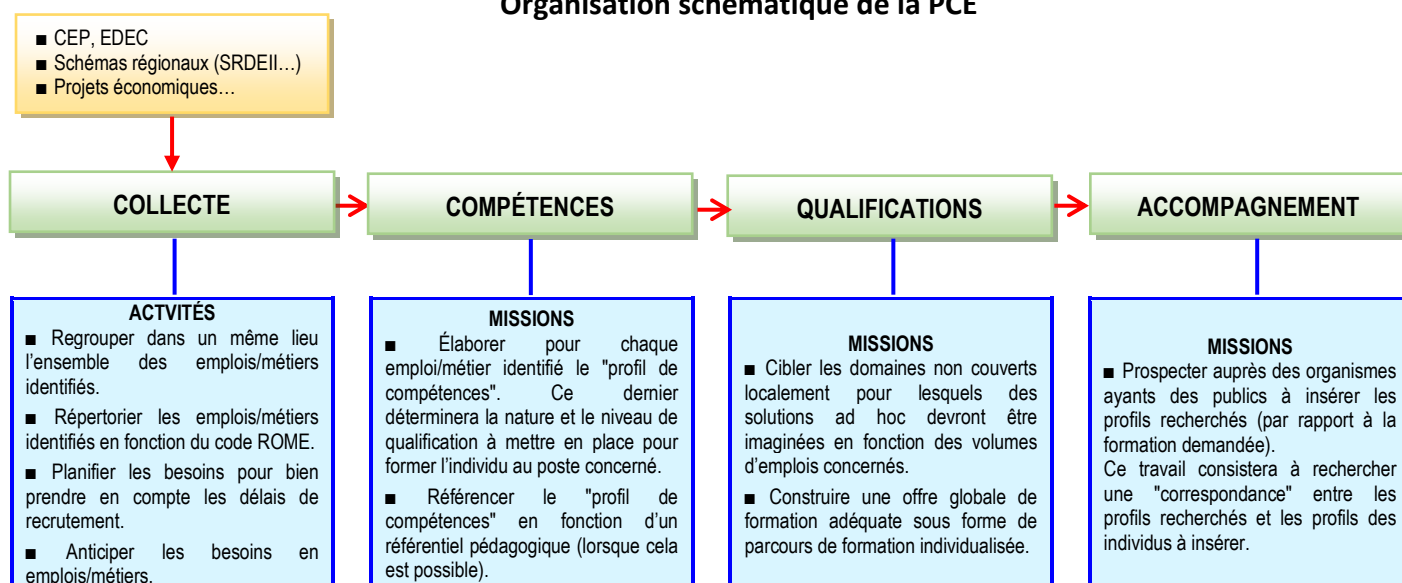 Organisation schématique de la PCE
■ CEP, EDEC
■ Schémas régionaux (SRDEII…)
■ Projets économiques…
COLLECTE
COMPÉTENCES
QUALIFICATIONS
ACCOMPAGNEMENT
ACTVITÉS
■ Regrouper dans un même lieu
l'ensemble des emplois/métiers
identifiés.
■ Répertorier les emplois/métiers
identifiés en fonction du code ROME.
■ Planifier les besoins pour bien
prendre en compte les délais de
recrutement.
■ Anticiper les besoins en
emplois/métiers.
MISSIONS
■ Élaborer pour chaque
emploi/métier identifié le "profil de
compétences". Ce dernier
déterminera la nature et le niveau de
qualification à mettre en place pour
former l'individu au poste concerné.
■ Référencer le "profil de
compétences" en fonction d'un
référentiel pédagogique (lorsque cela
est possible).
MISSIONS
■ Cibler les domaines non couverts
localement pour lesquels des
solutions ad hoc devront être
imaginées en fonction des volumes
d'emplois concernés.
■ Construire une offre globale de
formation adéquate sous forme de
parcours de formation individualisée.
MISSIONS
■ Prospecter auprès des organismes
ayants des publics à insérer les
profils recherchés (par rapport à la
formation demandée).
Ce travail consistera à rechercher
une "correspondance" entre les
profils recherchés et les profils des
individus à insérer.